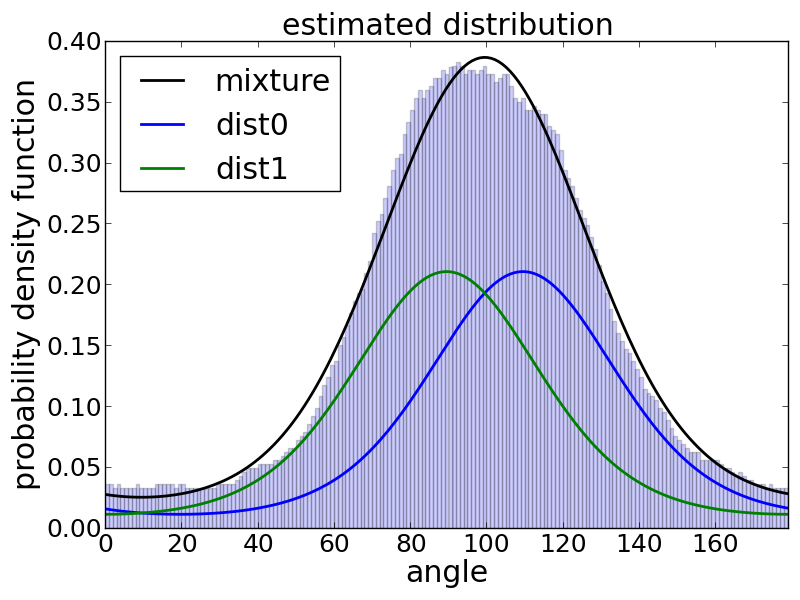 estimated distribution
0.40
0.35
0.30
0.25
0.20
0.15
0.10
0.05
0.00
probability density function
mixture
dist0
dist1
0 20 40 60 80 100 120 140 160
angle